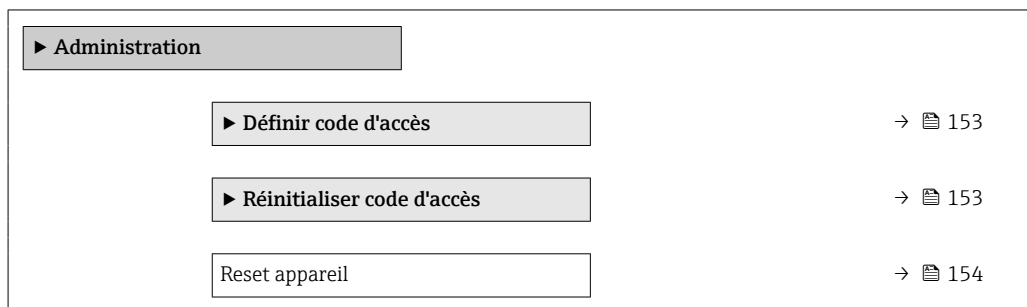 ▶ Administration
▶ Définir code d'accès → 153
▶ Réinitialiser code d'accès → 153
Reset appareil → 154